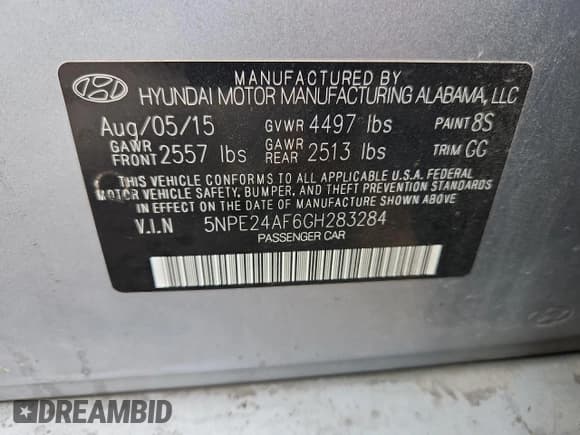 MANUFACTURED BY
HYUNDAI MOTOR MANUFACTURING ALABAMA, LLC
Aug/05/15 GVWR 4497 lbs PAINT 8S
GAWR FRONT 2557 lbs GAWR REAR 2513 lbs TRIM GG
THIS VEHICLE CONFORMS TO ALL APPLICABLE U.S.A. FEDERAL
MOTOR VEHICLE SAFETY, BUMPER, AND THEFT PREVENTION STANDARDS
IN EFFECT ON THE DATE OF MANUFACTURE SHOWN ABOVE.
V.I.N 5NPE24AF6GH283284
PASSENGER CAR
DREAMBID